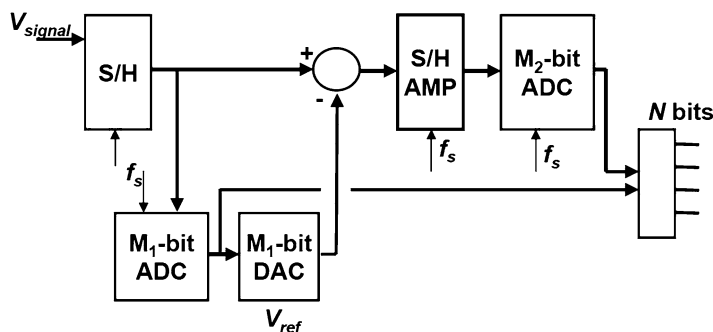 V_signal
S/H
+
-
S/H
AMP
M₂-bit
ADC
N bits
f_s
f_s
f_s
M₁-bit
ADC
M₁-bit
DAC
V_ref